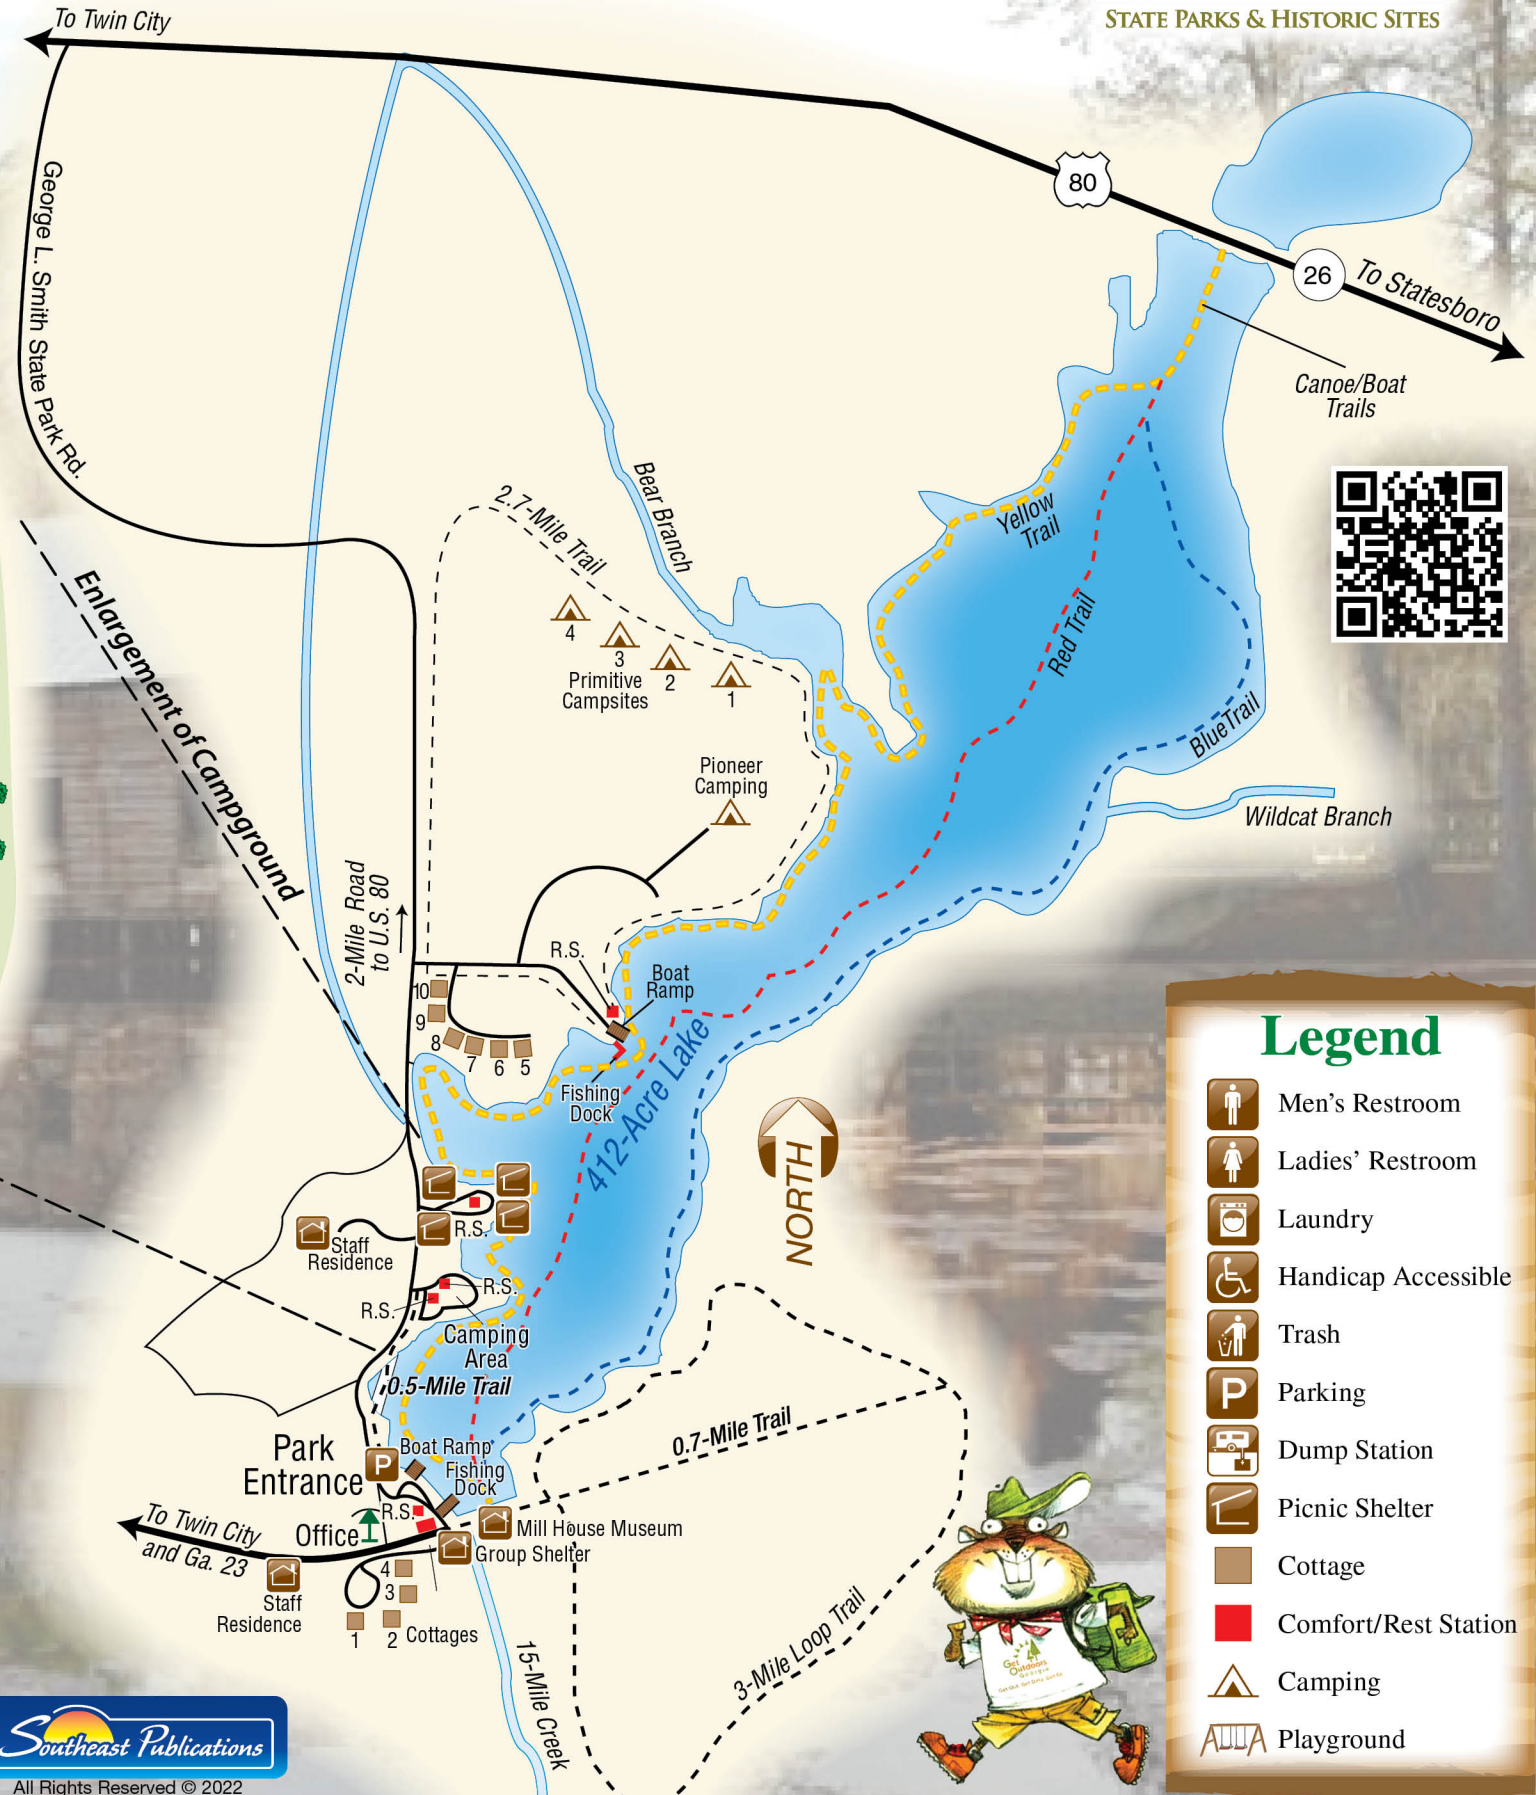 STATE PARKS & HISTORIC SITES
To Twin City
80
26
To Statesboro
George L. Smith State Park Rd.
Canoe/Boat
Trails
Bear Branch
2.7-Mile Trail
Yellow
Trail
Red Trail
Blue Trail
Wildcat Branch
Enlargement of Campground
4
3
2
1
Primitive
Campsites
Pioneer
Camping
2-Mile Road
to U.S. 80
R.S.
Boat
Ramp
10
9
8
7
6
5
Fishing
Dock
412-Acre Lake
NORTH
R.S.
Staff
Residence
R.S.
R.S.
Camping
Area
0.5-Mile Trail
0.7-Mile Trail
Park
Entrance
P
Boat Ramp
Fishing
Dock
R.S.
Office
To Twin City
and Ga. 23
Mill House Museum
Group Shelter
Staff
Residence
4
3
1
2
Cottages
15-Mile Creek
3-Mile Loop Trail
Get
Outdoors
Georgia
Legend
Men's Restroom
Ladies' Restroom
Laundry
Handicap Accessible
Trash
P
Parking
Dump Station
Picnic Shelter
Cottage
Comfort/Rest Station
Camping
Playground
Southeast Publications
All Rights Reserved © 2022